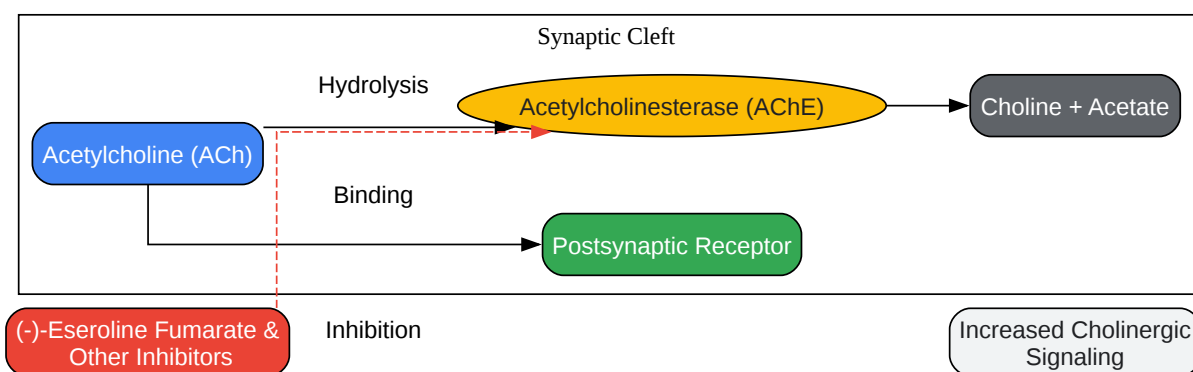 Synaptic Cleft
Hydrolysis
Acetylcholinesterase (AChE)
Choline + Acetate
Acetylcholine (ACh)
Binding
Postsynaptic Receptor
(-)-Eseroline Fumarate &
Other Inhibitors
Inhibition
Increased Cholinergic
Signaling